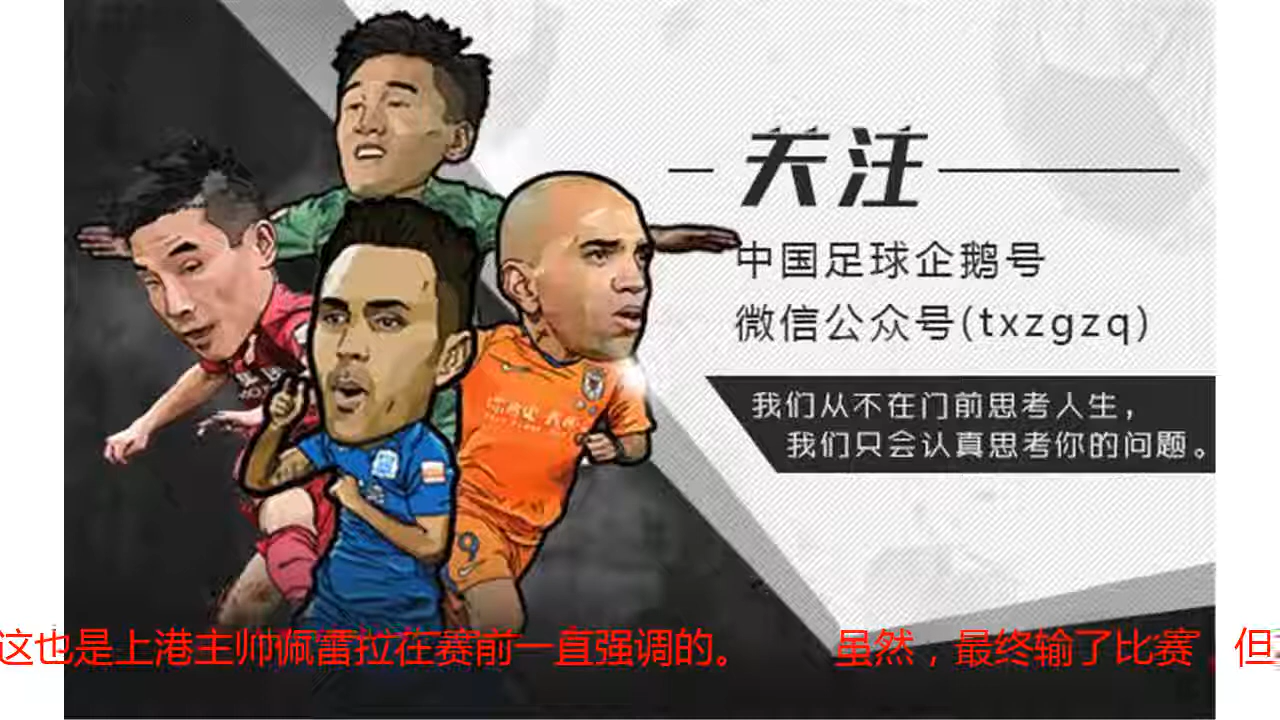 关注
中国足球企鹅号
微信公众号(txzgzq)
我们从不在门前思考人生，
我们只会认真思考你的问题。
9
这也是上港主帅佩雷拉在赛前一直强调的。 虽然，最终输了比赛，但